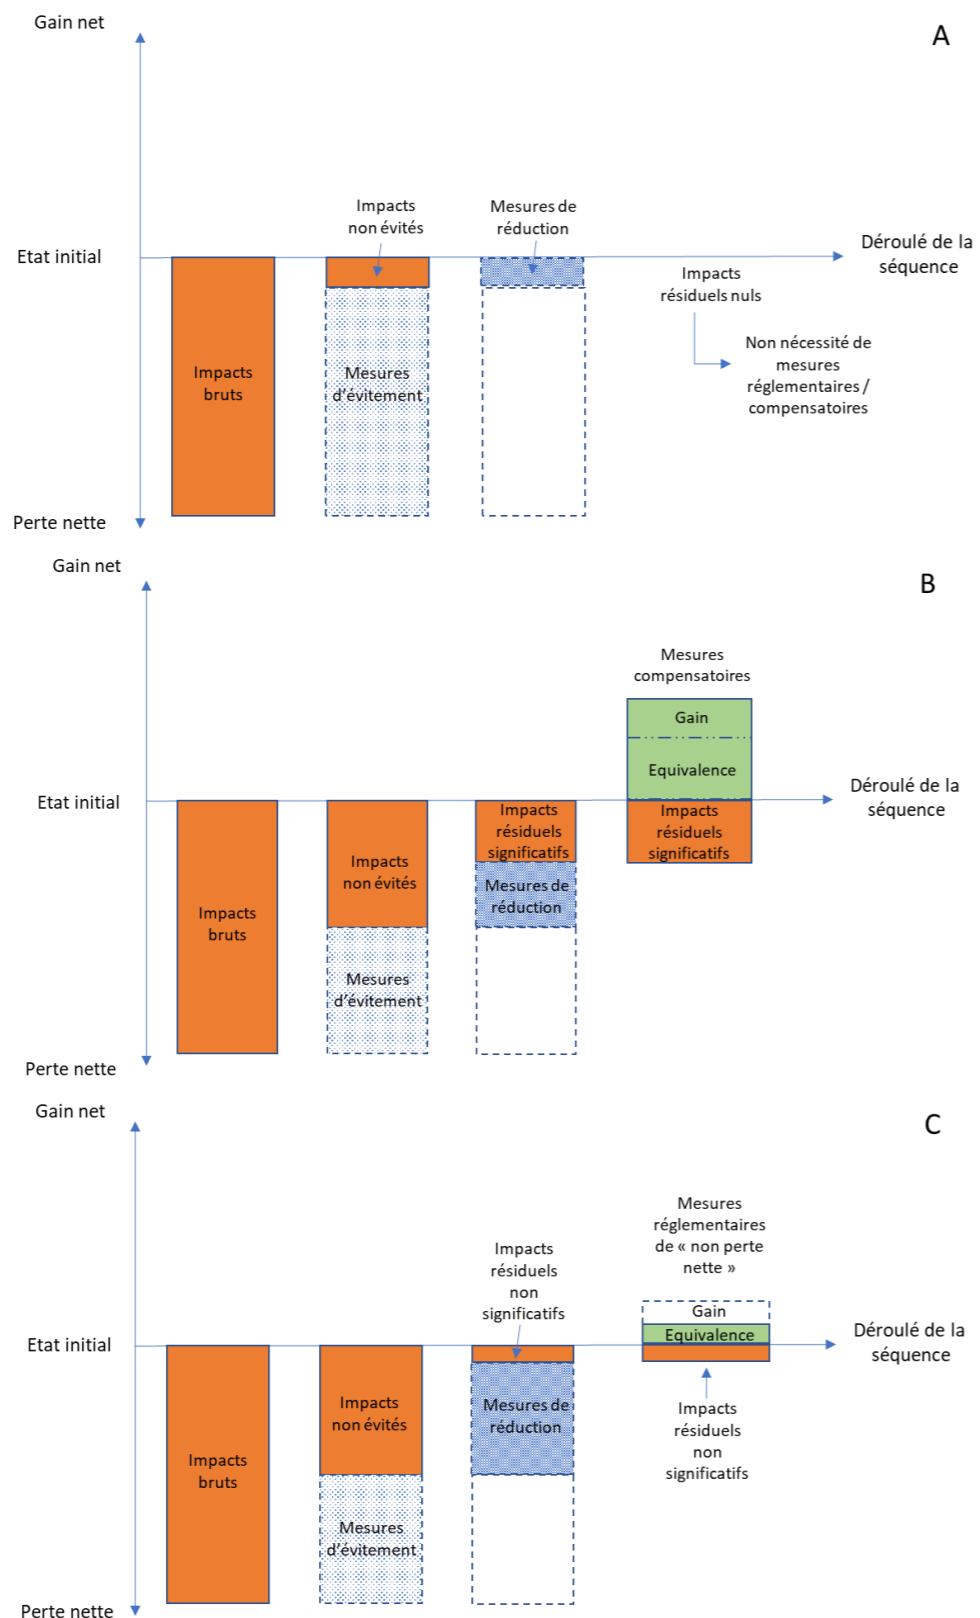 Gain net
A
Impacts
non évités
Mesures de
réduction
Etat initial
Déroulé de la
séquence
Impacts
résiduels nuls
Impacts
bruts
Mesures
d'évitement
Non nécessité de
mesures
réglementaires /
compensatoires
Perte nette
Gain net
B
Mesures
compensatoires
Gain
Equivalence
Etat initial
Déroulé de la
séquence
Impacts
résiduels
significatifs
Impacts
résiduels
significatifs
Impacts
non évités
Mesures de
réduction
Impacts
bruts
Mesures
d'évitement
Perte nette
Gain net
C
Mesures
réglementaires
de « non perte
nette »
Impacts
résiduels
non
significatifs
Gain
Equivalence
Etat initial
Déroulé de la
séquence
Impacts
non évités
Mesures de
réduction
Impacts
résiduels
non
significatifs
Impacts
bruts
Mesures
d'évitement
Perte nette